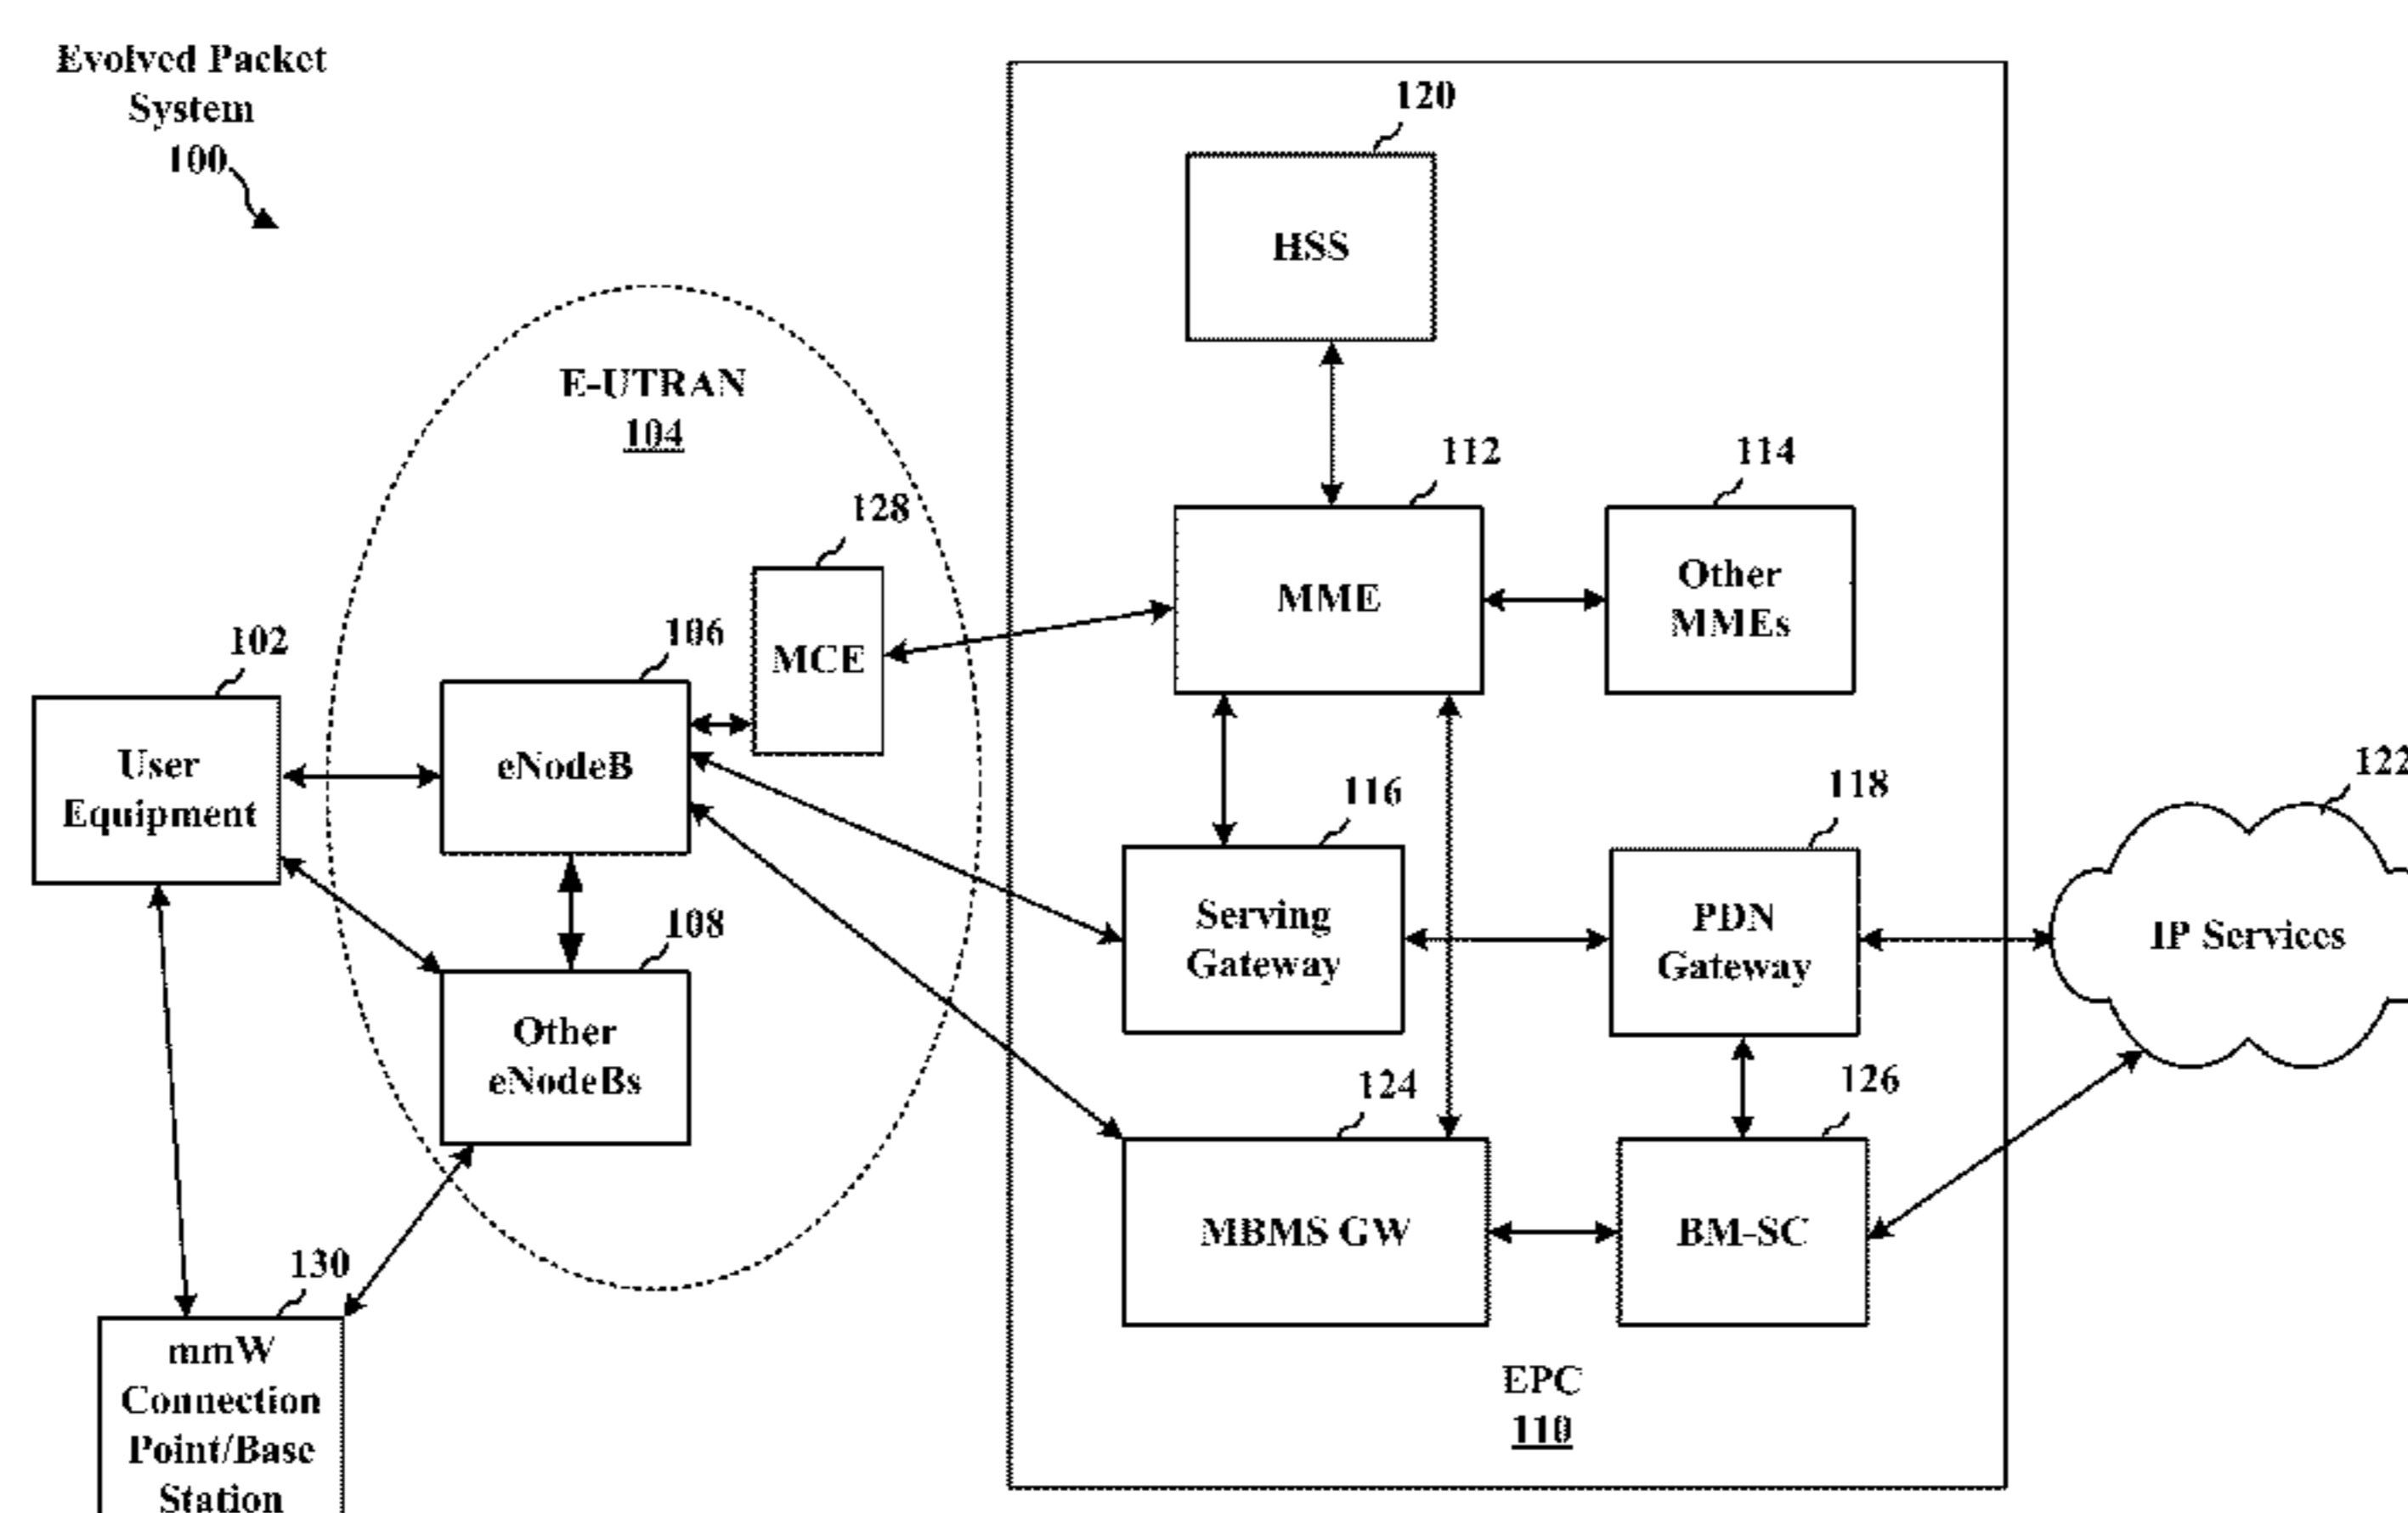 Evolved Packet
System
100
120
HSS
E-UTRAN
104
112
114
128
MME
Other
MMEs
106
MCE
102
eNodeB
User
Equipment
116
118
122
Serving
Gateway
PDN
Gateway
IP Services
108
Other
eNodeBs
124
126
MBMS GW
BM-SC
130
mmW
Connection
Point/Base
Station
EPC
110